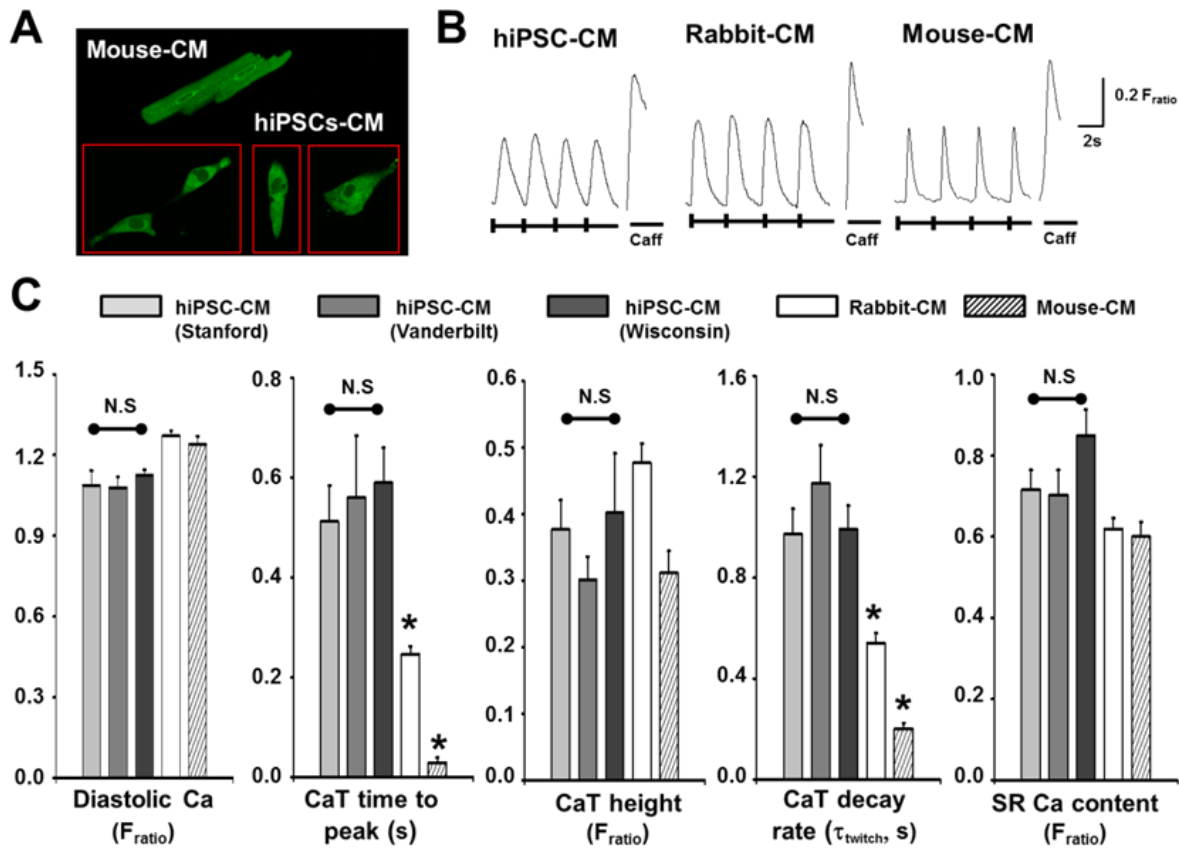 A
Mouse-CM
hiPSCs-CM
B
hiPSC-CM
Rabbit-CM
Mouse-CM
0.2 Fratio
2s
Caff
Caff
Caff
C
hiPSC-CM
(Stanford)
hiPSC-CM
(Vanderbilt)
hiPSC-CM
(Wisconsin)
Rabbit-CM
Mouse-CM
1.5
1.2
0.9
0.6
0.3
0.0
N.S
Diastolic Ca
(Fratio)
0.8
0.6
0.4
0.2
0.0
N.S
*
*
CaT time to
peak (s)
0.6
0.5
0.4
0.3
0.2
0.1
0.0
N.S
CaT height
(Fratio)
1.6
1.2
0.8
0.4
0.0
N.S
*
*
CaT decay
rate (τtwitch, s)
1.0
0.8
0.6
0.4
0.2
0.0
N.S
SR Ca content
(Fratio)